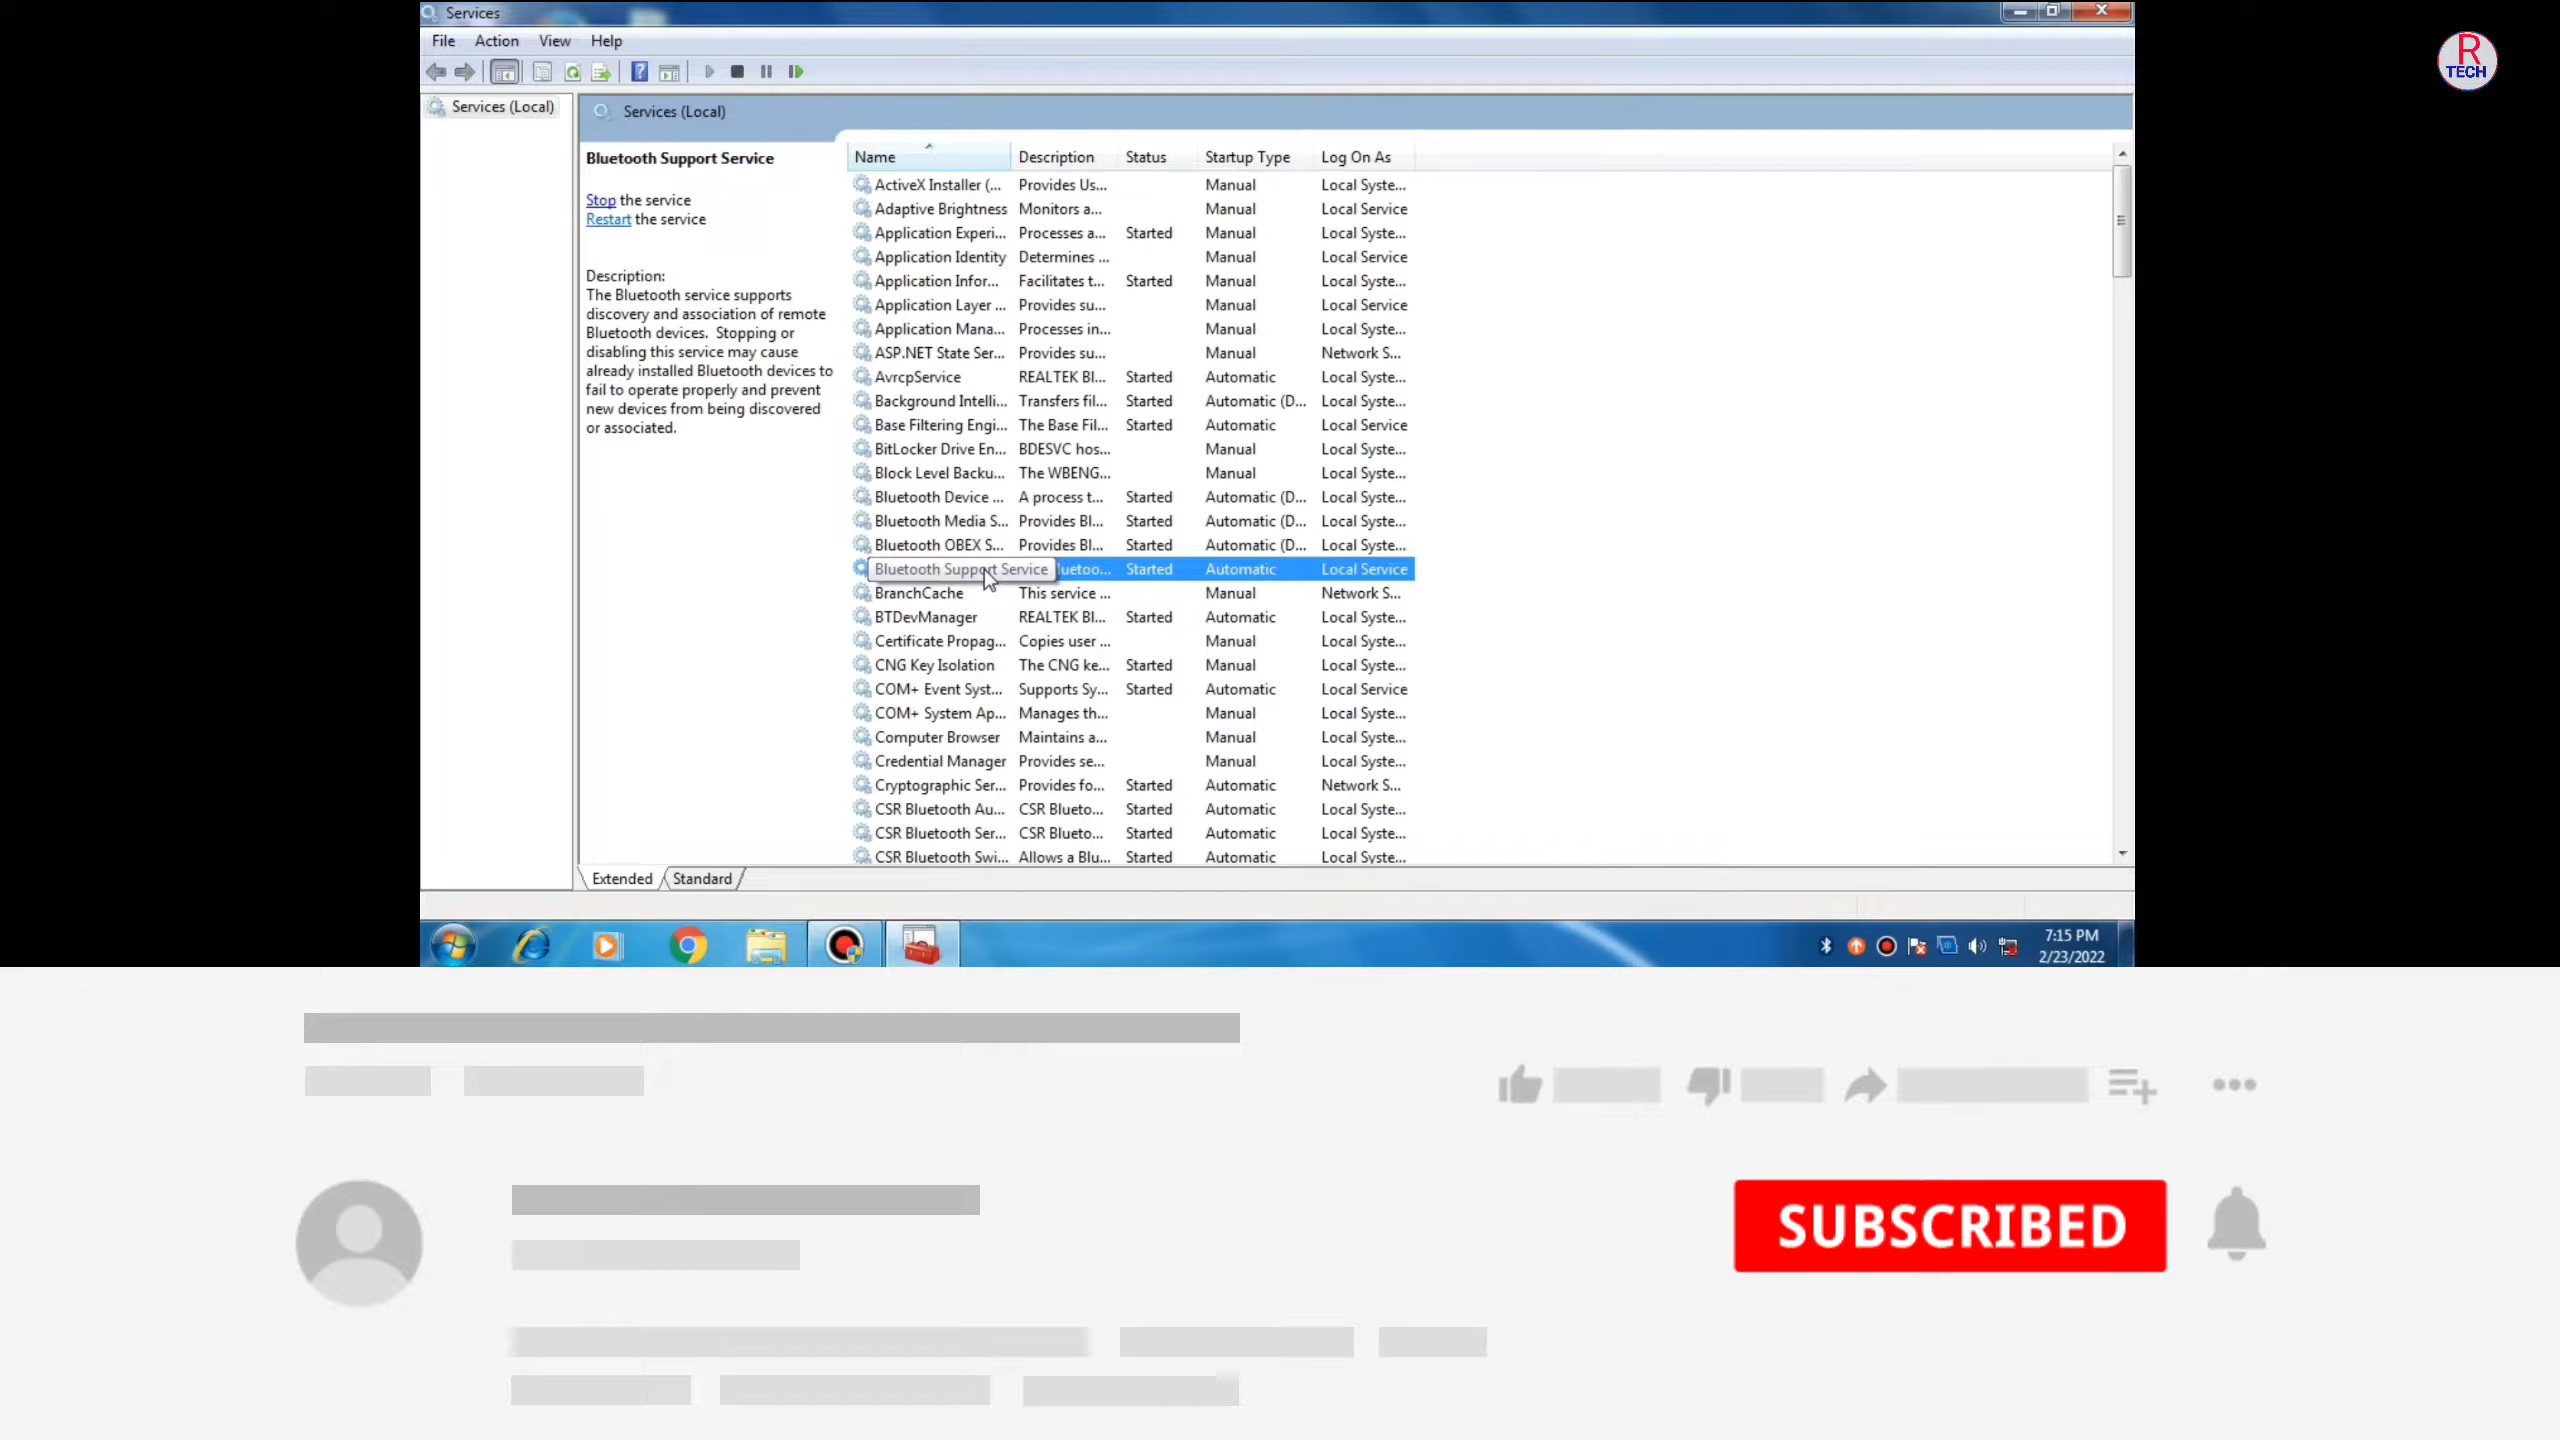 Services
R
TECH
File Action View Help
Services (Local)
Services (Local)
Bluetooth Support Service
Stop the service
Restart the service
Description:
The Bluetooth service supports
discovery and association of remote
Bluetooth devices. Stopping or
disabling this service may cause
already installed Bluetooth devices to
fail to operate properly and prevent
new devices from being discovered
or associated.
Name Description Status Startup Type Log On As
ActiveX Installer (... Provides Us... Manual Local Syste...
Adaptive Brightness Monitors a... Manual Local Service
Application Experi... Processes a... Started Manual Local Syste...
Application Identity Determines ... Manual Local Service
Application Infor... Facilitates t... Started Manual Local Syste...
Application Layer ... Provides su... Manual Local Service
Application Mana... Processes in... Manual Local Syste...
ASP.NET State Ser... Provides su... Manual Network S...
AvrcpService REALTEK Bl... Started Automatic Local Syste...
Background Intelli... Transfers fil... Started Automatic (D... Local Syste...
Base Filtering Engi... The Base Fil... Started Automatic Local Service
BitLocker Drive En... BDESVC hos... Manual Local Syste...
Block Level Backu... The WBENG... Manual Local Syste...
Bluetooth Device ... A process t... Started Automatic (D... Local Syste...
Bluetooth Media S... Provides Bl... Started Automatic (D... Local Syste...
Bluetooth OBEX S... Provides Bl... Started Automatic (D... Local Syste...
Bluetooth Support Service luetoo... Started Automatic Local Service
BranchCache This service ... Manual Network S...
BTDevManager REALTEK Bl... Started Automatic Local Syste...
Certificate Propag... Copies user ... Manual Local Syste...
CNG Key Isolation The CNG ke... Started Manual Local Syste...
COM+ Event Syst... Supports Sy... Started Automatic Local Service
COM+ System Ap... Manages th... Manual Local Syste...
Computer Browser Maintains a... Manual Local Syste...
Credential Manager Provides se... Manual Local Syste...
Cryptographic Ser... Provides fo... Started Automatic Network S...
CSR Bluetooth Au... CSR Blueto... Started Automatic Local Syste...
CSR Bluetooth Ser... CSR Blueto... Started Automatic Local Syste...
CSR Bluetooth Swi... Allows a Blu... Started Automatic Local Syste...
Extended Standard
7:15 PM
2/23/2022
SUBSCRIBED